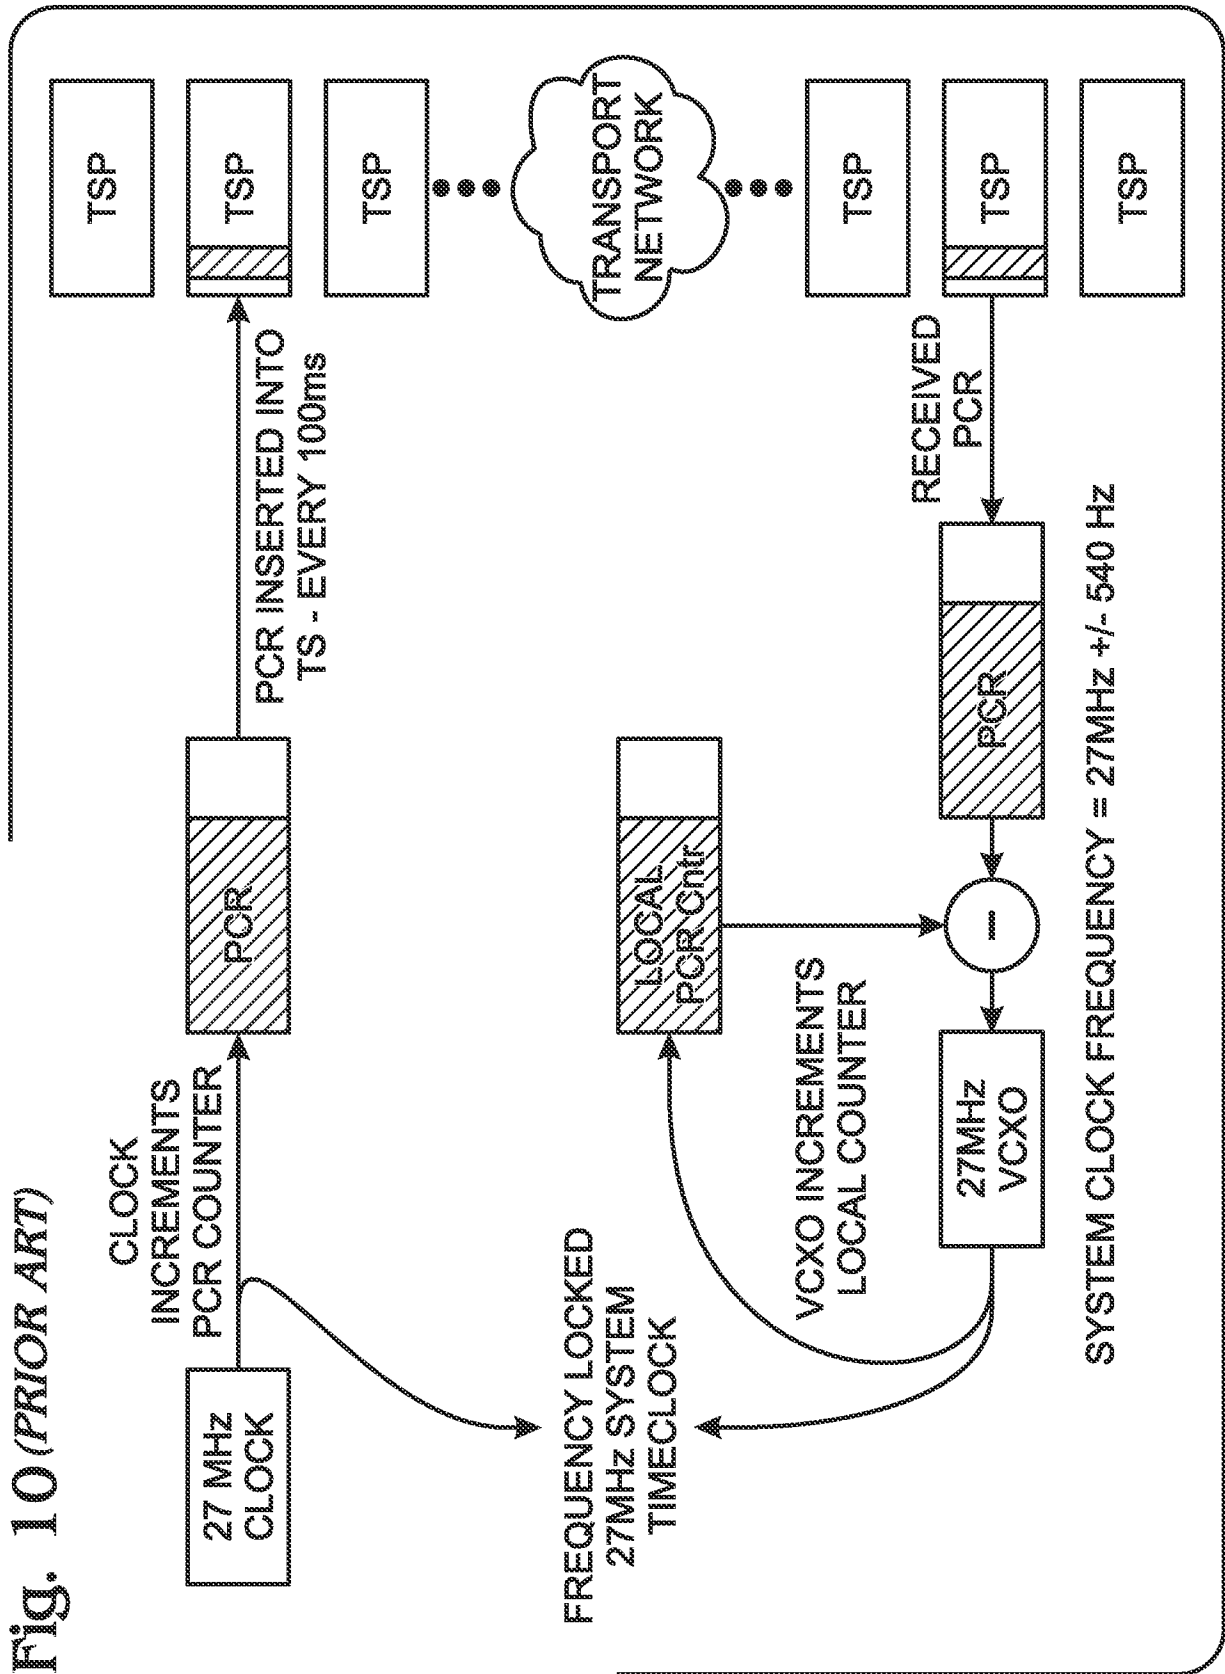 Fig. 10 (PRIOR ART)
27 MHz
CLOCK
CLOCK
INCREMENTS
PCR COUNTER
PCR
PCR INSERTED INTO
TS - EVERY 100ms
TSP
TSP
TSP
FREQUENCY LOCKED
27MHz SYSTEM
TIMECLOCK
LOCAL
PCR Cntr
TRANSPORT
NETWORK
VCXO INCREMENTS
LOCAL COUNTER
27MHz
VCXO
–
PCR
RECEIVED
PCR
TSP
TSP
TSP
SYSTEM CLOCK FREQUENCY = 27MHz +/- 540 Hz